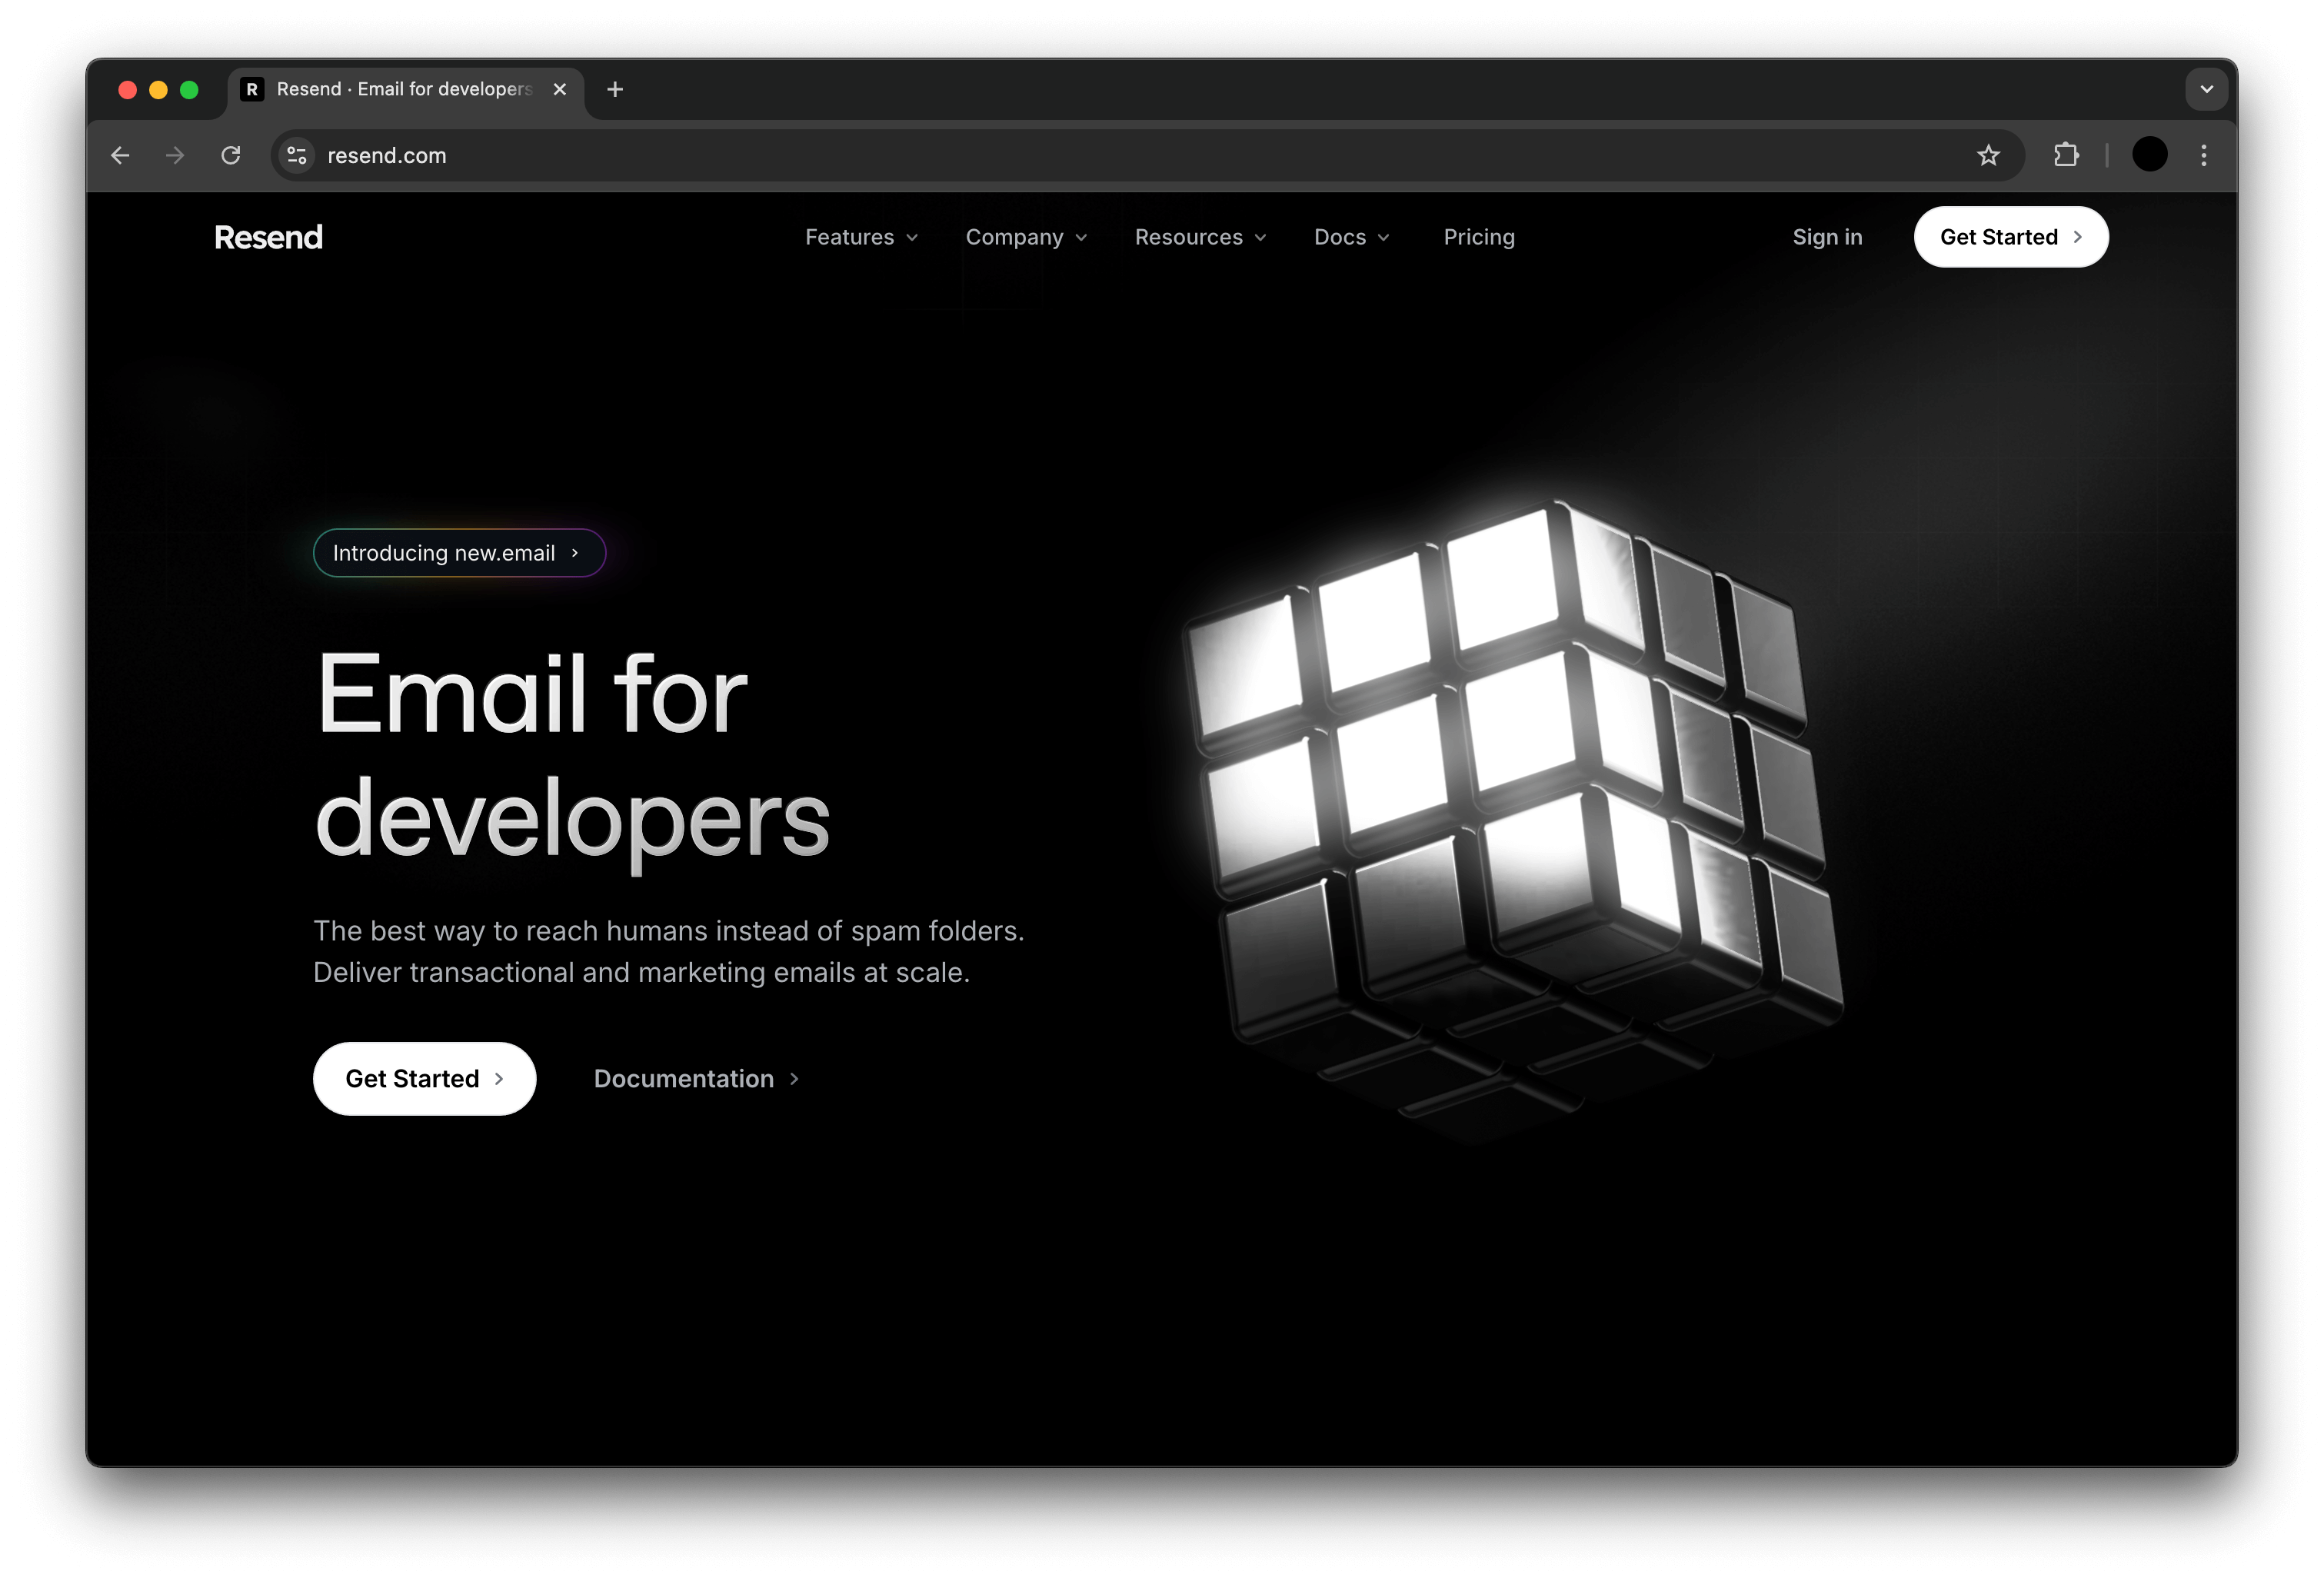 R Resend · Email for developers
resend.com
Resend
Features Company Resources Docs Pricing Sign in Get Started
Introducing new.email
Email for
developers
The best way to reach humans instead of spam folders.
Deliver transactional and marketing emails at scale.
Get Started Documentation